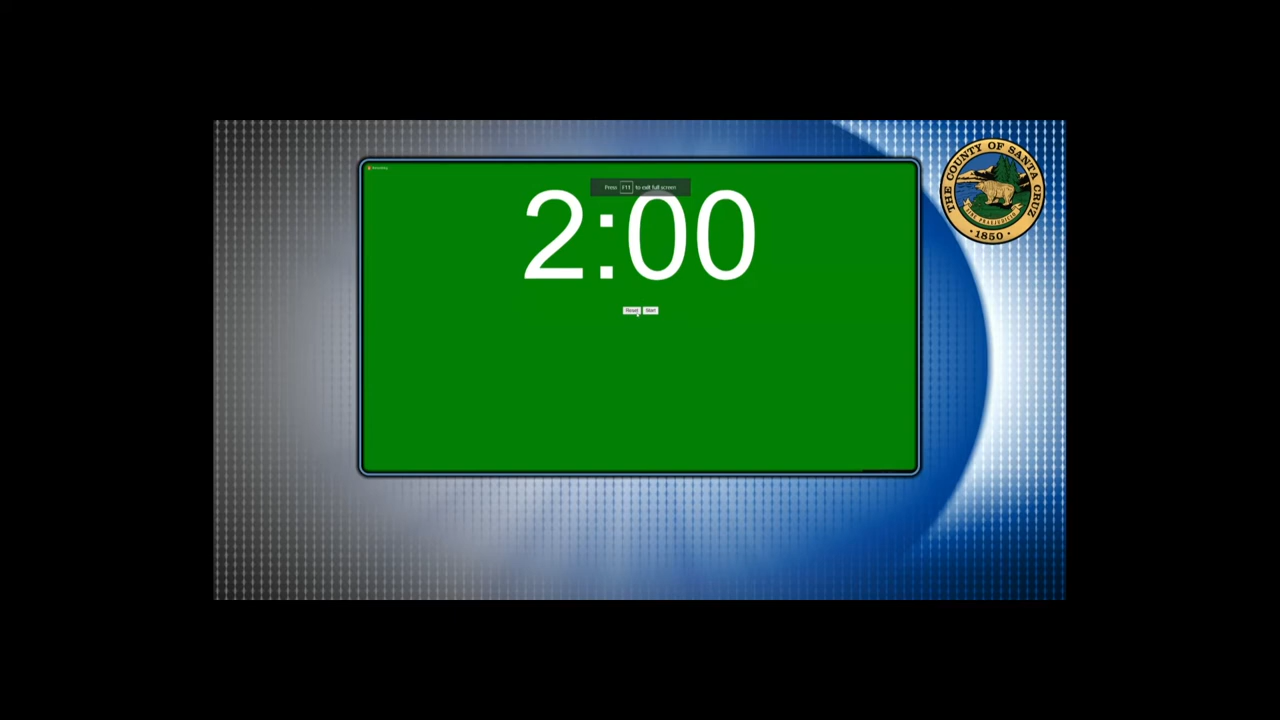 Press F11 to exit full screen
2:00
Reset Start
THE COUNTY OF SANTA CRUZ
· 1850 ·